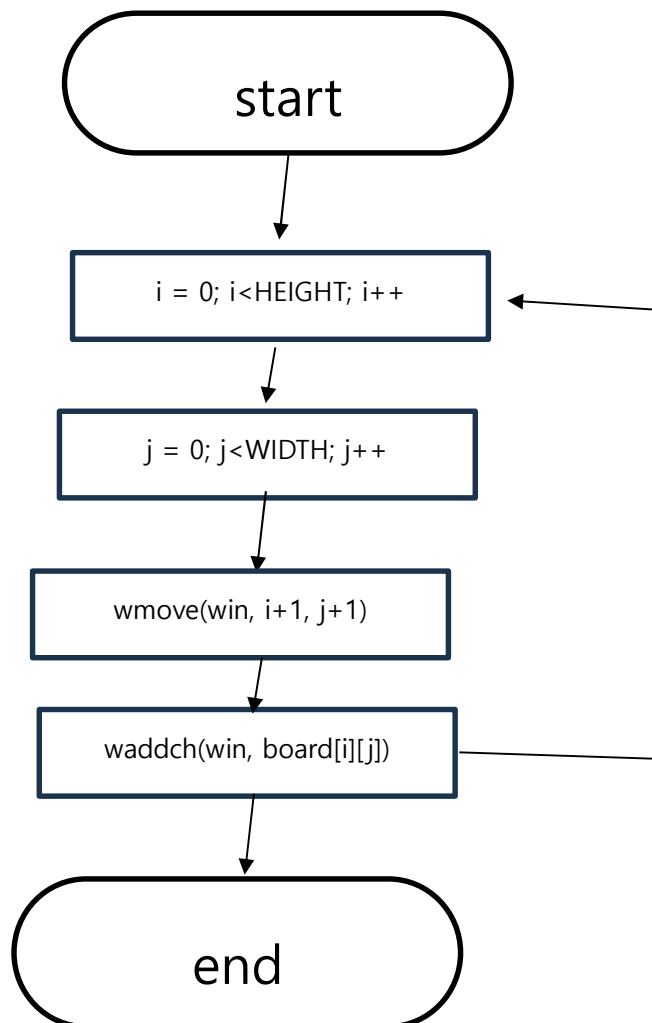 start
i = 0; i<HEIGHT; i++
j = 0; j<WIDTH; j++
wmove(win, i+1, j+1)
waddch(win, board[i][j])
end